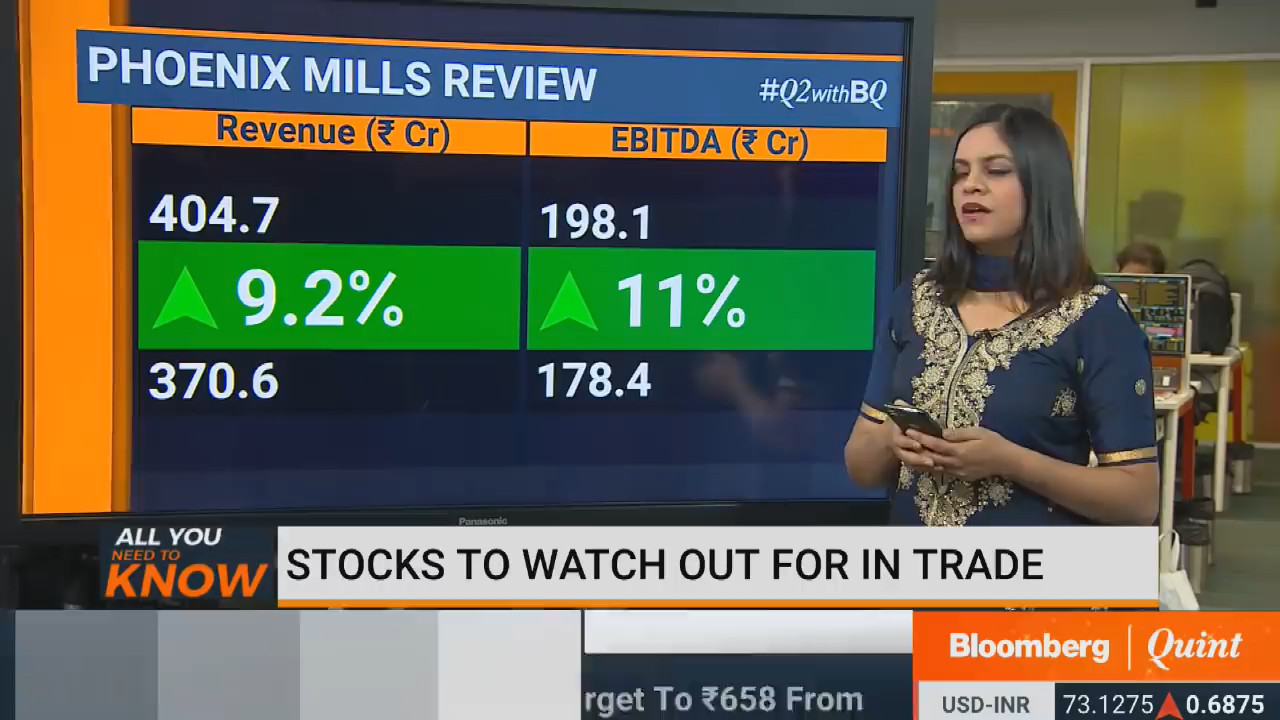 PHOENIX MILLS REVIEW
#Q2withBQ
Revenue (₹ Cr)
EBITDA (₹ Cr)
404.7
198.1
9.2%
11%
370.6
178.4
Panasonic
ALL YOU
NEED TO
KNOW
STOCKS TO WATCH OUT FOR IN TRADE
Bloomberg | Quint
To ₹658 From
USD-INR 73.1275 0.6875